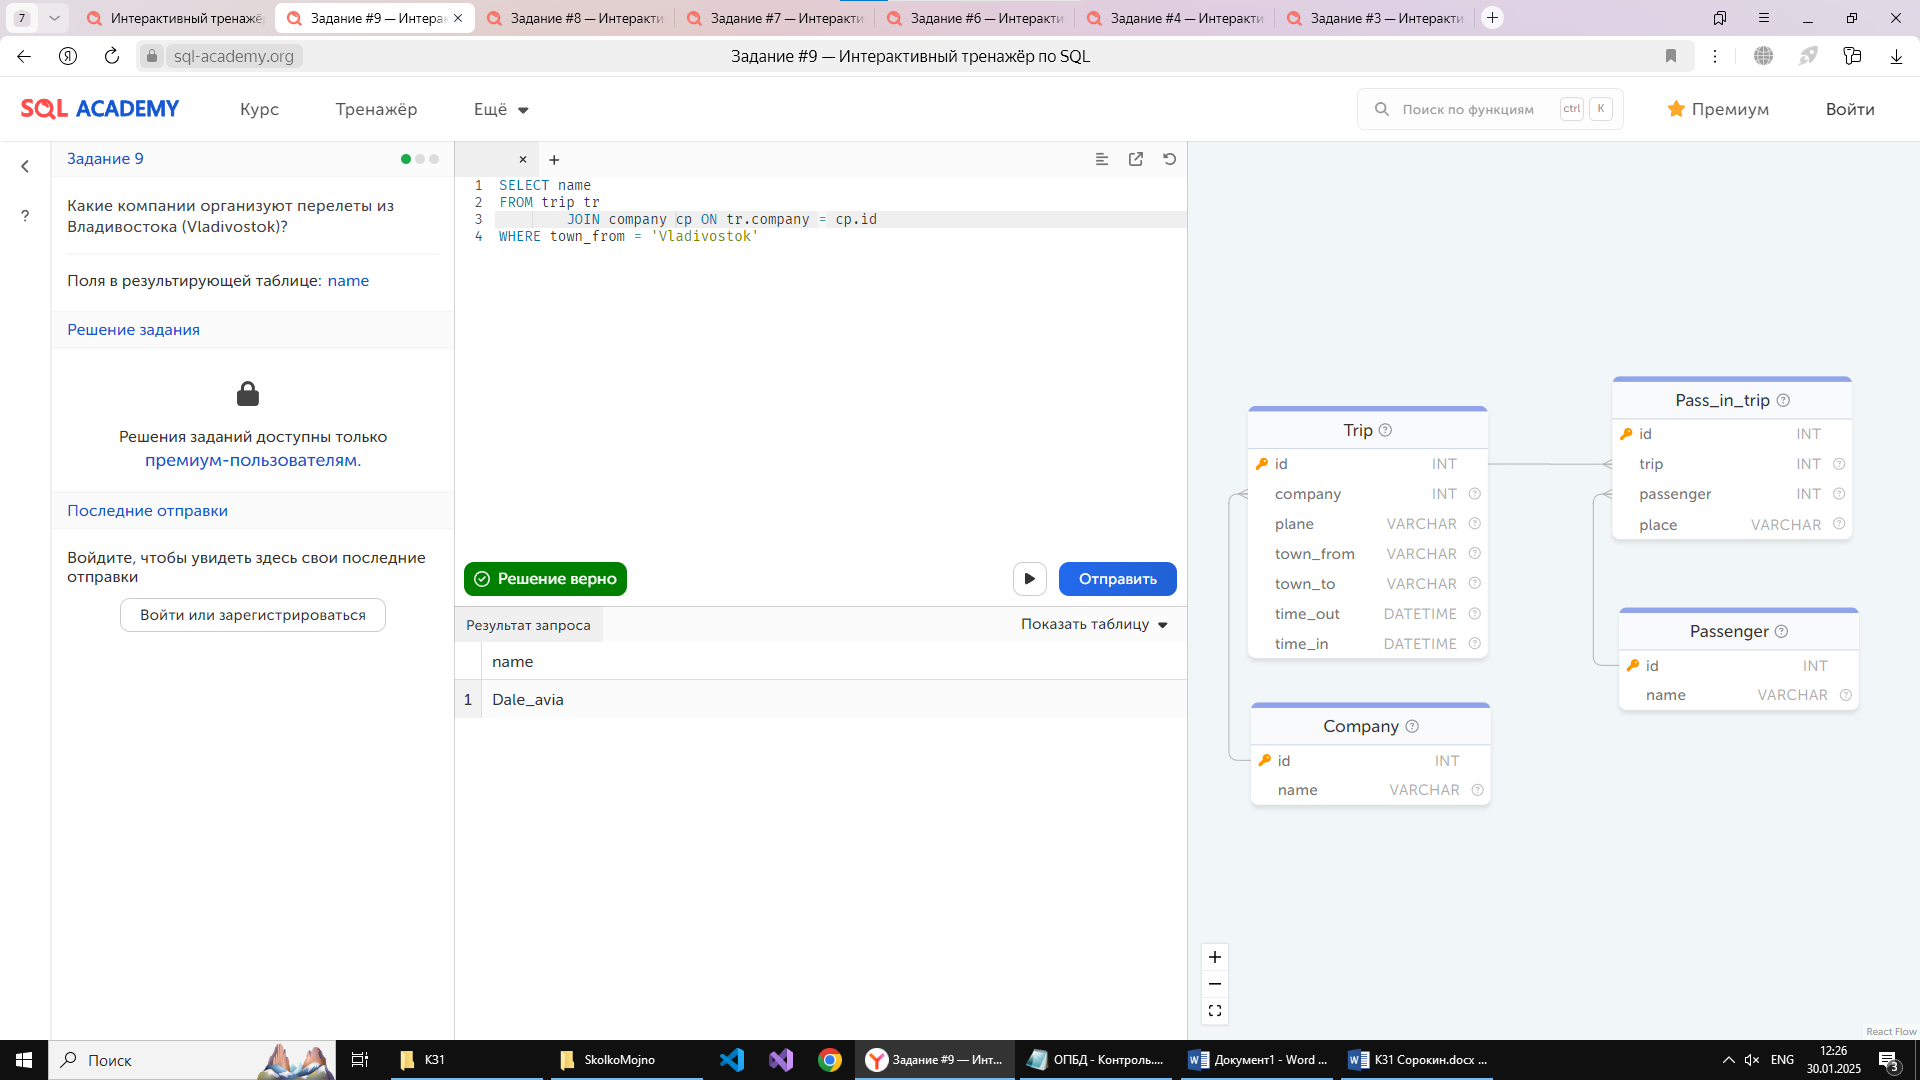 7
Интерактивный тренажё
Задание #9 — Интерак
Задание #8 — Интеракти
Задание #7 — Интеракти
Задание #6 — Интеракти
Задание #4 — Интеракти
Задание #3 — Интеракти
sql-academy.org
Задание #9 — Интерактивный тренажёр по SQL
SQL ACADEMY
Курс
Тренажёр
Ещё
Поиск по функциям
ctrl
K
Премиум
Войти
Задание 9
?
Какие компании организуют перелеты из
Владивостока (Vladivostok)?
Поля в результирующей таблице: name
Решение задания
Решения заданий доступны только
премиум-пользователям.
Последние отправки
Войдите, чтобы увидеть здесь свои последние
отправки
Войти или зарегистрироваться
1 SELECT name
2 FROM trip tr
3 JOIN company cp ON tr.company = cp.id
4 WHERE town_from = 'Vladivostok'
Решение верно
Отправить
Результат запроса
Показать таблицу
name
1 Dale_avia
Trip
id INT
company INT
plane VARCHAR
town_from VARCHAR
town_to VARCHAR
time_out DATETIME
time_in DATETIME
Company
id INT
name VARCHAR
Pass_in_trip
id INT
trip INT
passenger INT
place VARCHAR
Passenger
id INT
name VARCHAR
React Flow
Поиск
К31
SkolkoMojno
Задание #9 — Инт...
ОПБД - Контроль....
Документ1 - Word ...
К31 Сорокин.docx ...
ENG
12:26
30.01.2025
3